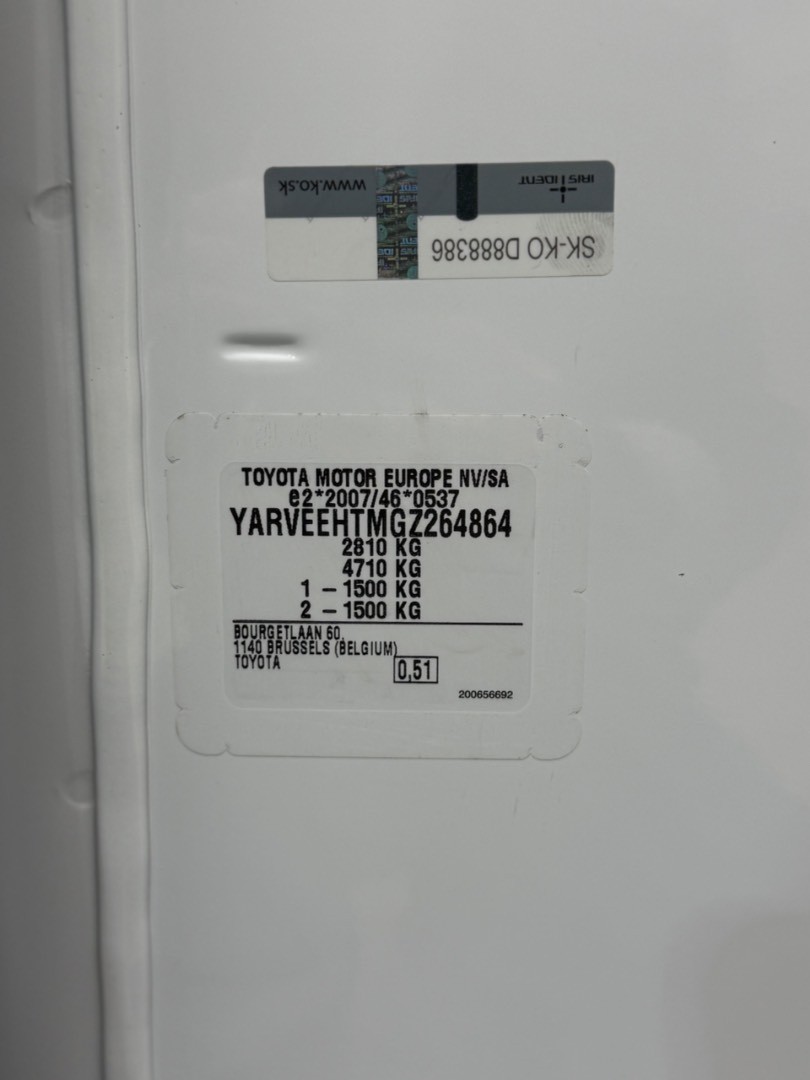 www.ko.sk
IRIS IDENT
SK-KO D888386
TOYOTA MOTOR EUROPE NV/SA
e2*2007/46*0537
YARVEEHTMGZ264864
2810 KG
4710 KG
1 – 1500 KG
2 – 1500 KG
BOURGETLAAN 60,
1140 BRUSSELS (BELGIUM)
TOYOTA
0,51
200656692